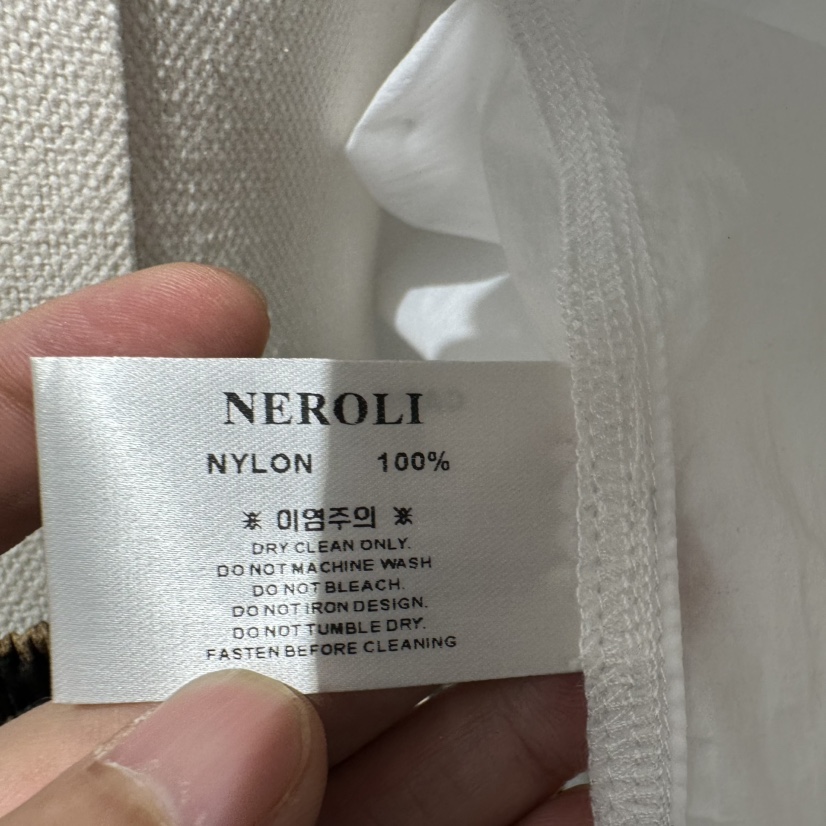 NEROLI
NYLON 100%
※ 이염주의 ※
DRY CLEAN ONLY.
DO NOT MACHINE WASH
DO NOT BLEACH.
DO NOT IRON DESIGN.
DO NOT TUMBLE DRY.
FASTEN BEFORE CLEANING